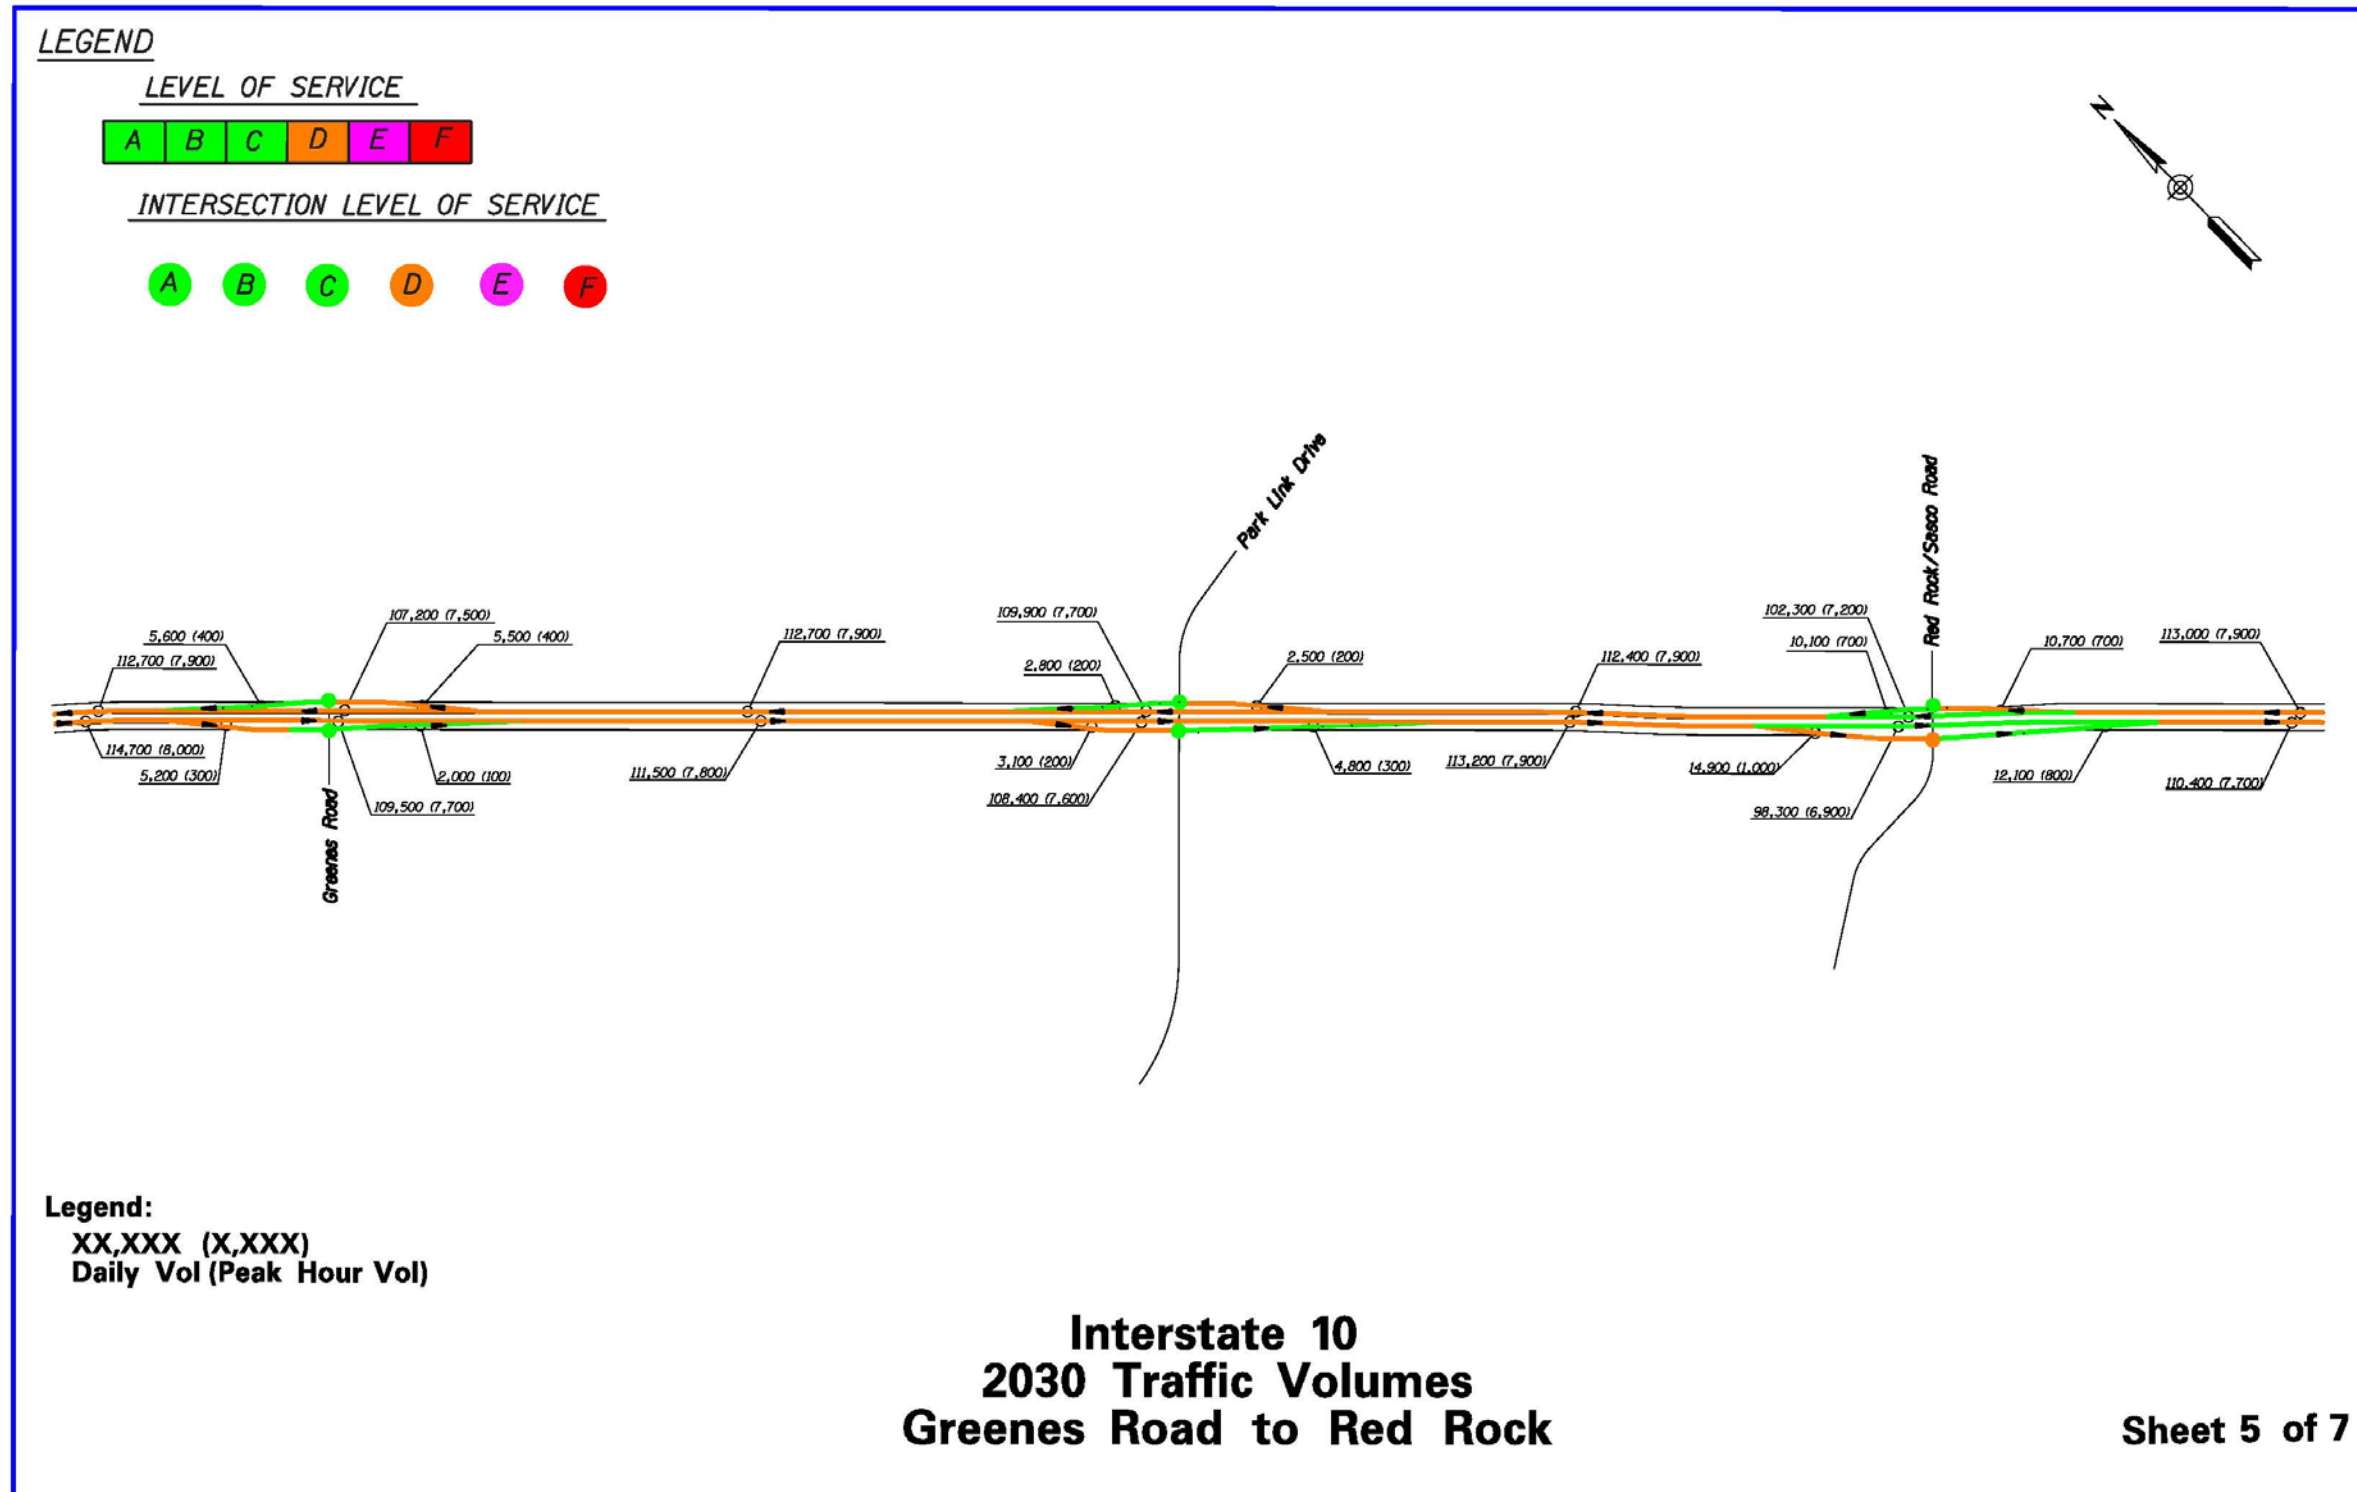 LEGEND
LEVEL OF SERVICE
A B C D E F
INTERSECTION LEVEL OF SERVICE
A B C D E F
N
Park Link Drive
Red Rock/Sasco Road
107,200 (7,500)
109,900 (7,700)
102,300 (7,200)
5,600 (400)
5,500 (400)
112,700 (7,900)
10,100 (700)
10,700 (700)
113,000 (7,900)
112,700 (7,900)
2,800 (200)
2,500 (200)
112,400 (7,900)
114,700 (8,000)
5,200 (300)
2,000 (100)
111,500 (7,800)
3,100 (200)
4,800 (300)
113,200 (7,900)
14,900 (1,000)
12,100 (800)
110,400 (7,700)
109,500 (7,700)
108,400 (7,600)
98,300 (6,900)
Greenes Road
Legend:
XX,XXX (X,XXX)
Daily Vol (Peak Hour Vol)
Interstate 10
2030 Traffic Volumes
Greenes Road to Red Rock
Sheet 5 of 7